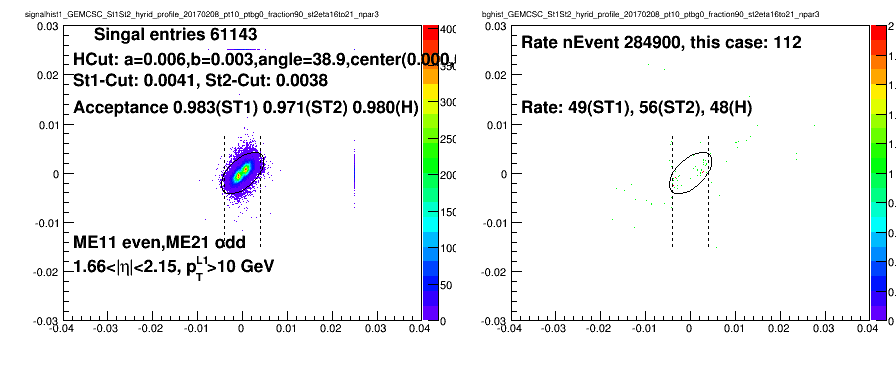 signalhist1_GEMCSC_St1St2_hyrid_profile_20170208_pt10_ptbg0_fraction90_st2eta16to21_npar3
Singal entries 61143
HCut: a=0.006,b=0.003,angle=38.9,center(0.000,
St1-Cut: 0.0041, St2-Cut: 0.0038
Acceptance 0.983(ST1) 0.971(ST2) 0.980(H)
ME11 even,ME21 odd
1.66<|η|<2.15, p_T^L1>10 GeV
0.03
0.02
0.01
0
-0.01
-0.02
-0.03
-0.04 -0.03 -0.02 -0.01 0 0.01 0.02 0.03 0.04
400
300
250
200
150
100
50
0
bghist1_GEMCSC_St1St2_hyrid_profile_20170208_pt10_ptbg0_fraction90_st2eta16to21_npar3
Rate nEvent 284900, this case: 112
Rate: 49(ST1), 56(ST2), 48(H)
0.03
0.02
0.01
0
-0.01
-0.02
-0.03
-0.04 -0.03 -0.02 -0.01 0 0.01 0.02 0.03 0.04